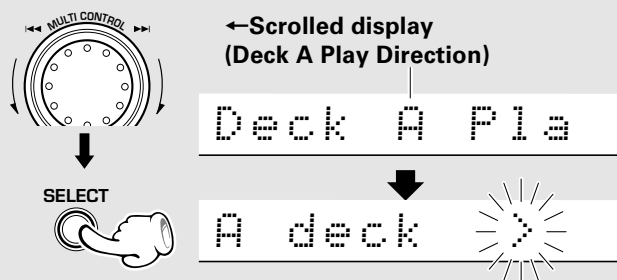 MULTI CONTROL
←Scrolled display
(Deck A Play Direction)
Deck A Pla
SELECT
A deck >